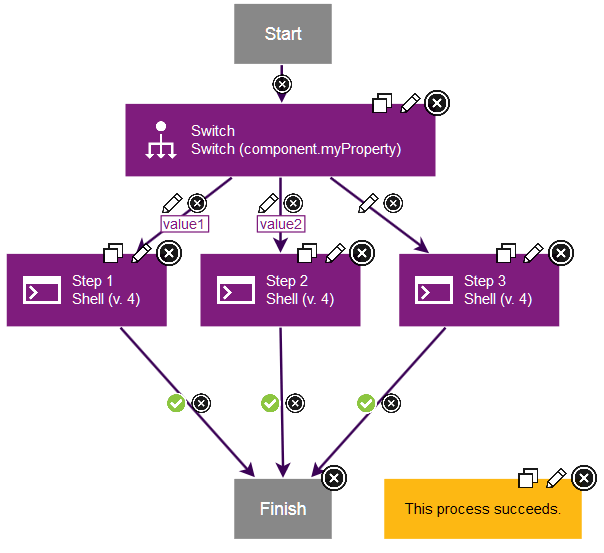 Start
Switch
Switch (component.myProperty)
value1
value2
Step 1
Shell (v. 4)
Step 2
Shell (v. 4)
Step 3
Shell (v. 4)
Finish
This process succeeds.